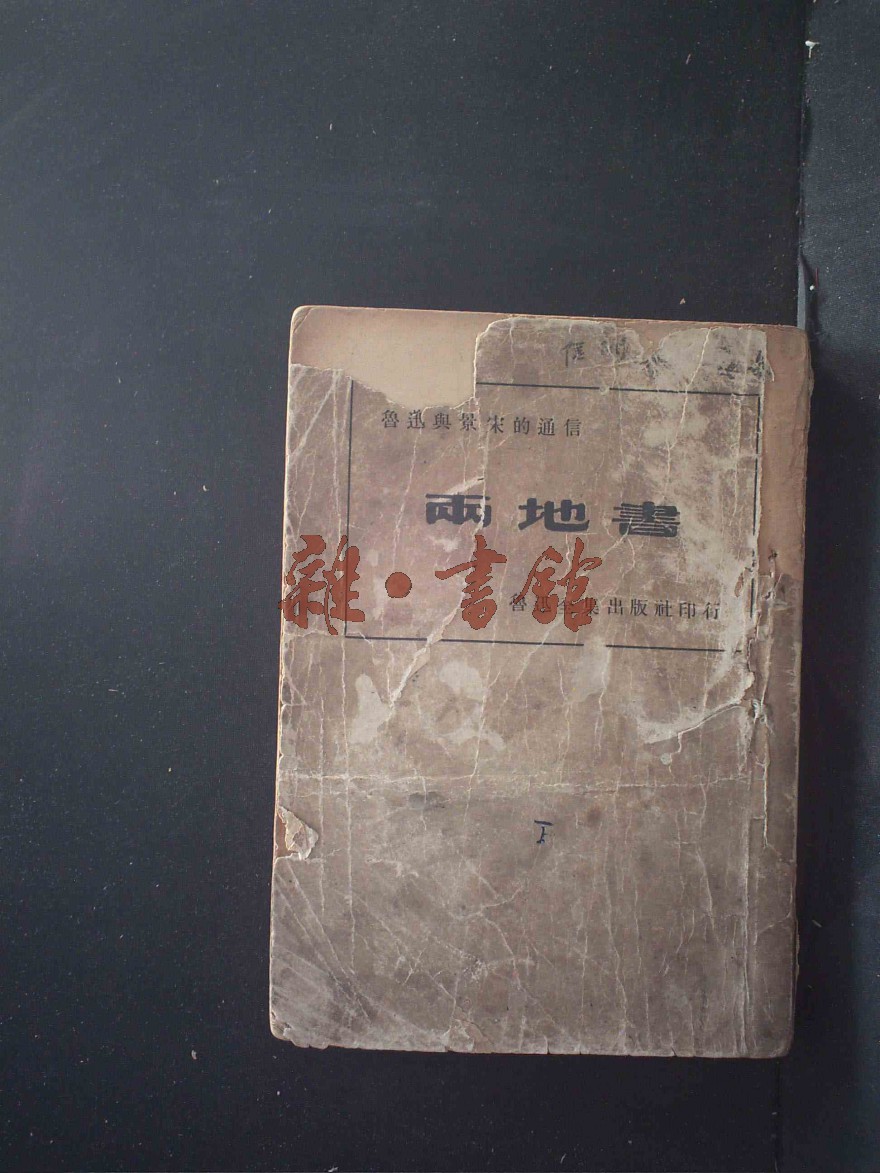 魯迅與景宋的通信
兩地書
雜·書館
魯迅全集出版社印行